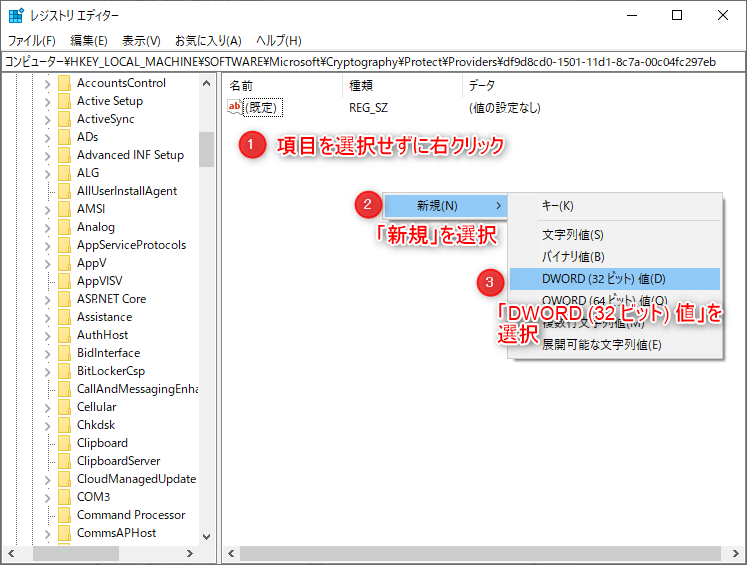 レジストリ エディター
ファイル(F) 編集(E) 表示(V) お気に入り(A) ヘルプ(H)
コンピューター¥HKEY_LOCAL_MACHINE¥SOFTWARE¥Microsoft¥Cryptography¥Protect¥Providers¥df9d8cd0-1501-11d1-8c7a-00c04fc297eb
AccountsControl
Active Setup
ActiveSync
ADs
Advanced INF Setup
ALG
AllUserInstallAgent
AMSI
Analog
AppServiceProtocols
AppV
AppVISV
ASP.NET Core
Assistance
AuthHost
BidInterface
BitLockerCsp
CallAndMessagingEnha
Cellular
Chkdsk
Clipboard
ClipboardServer
CloudManagedUpdate
COM3
Command Processor
CommsAPHost
名前 種類 データ
ab (既定) REG_SZ (値の設定なし)
1 項目を選択せずに右クリック
2 新規(N)
「新規」を選択
キー(K)
文字列値(S)
バイナリ値(B)
3 DWORD (32 ビット) 値(D)
QWORD (64 ビット) 値(Q)
「DWORD (32 ビット) 値」を
選択
複数行文字列値(M)
展開可能な文字列値(E)